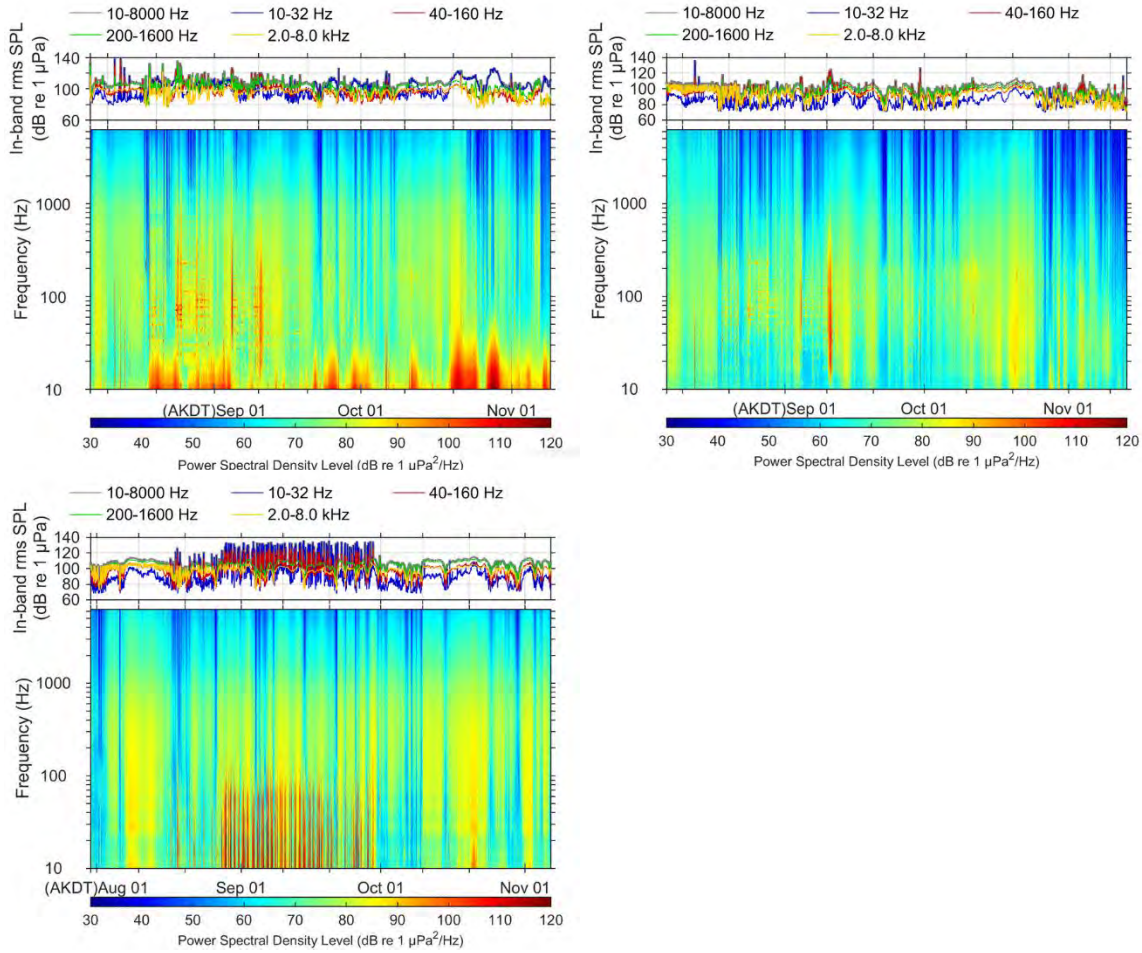 10-8000 Hz 10-32 Hz 40-160 Hz
200-1600 Hz 2.0-8.0 kHz
In-band rms SPL
(dB re 1 µPa)
140
120
100
80
60
Frequency (Hz)
1000
100
10
(AKDT)Sep 01 Oct 01 Nov 01
30 40 50 60 70 80 90 100 110 120
Power Spectral Density Level (dB re 1 µPa²/Hz)
10-8000 Hz 10-32 Hz 40-160 Hz
200-1600 Hz 2.0-8.0 kHz
In-band rms SPL
(dB re 1 µPa)
140
120
100
80
60
Frequency (Hz)
1000
100
10
(AKDT)Sep 01 Oct 01 Nov 01
30 40 50 60 70 80 90 100 110 120
Power Spectral Density Level (dB re 1 µPa²/Hz)
10-8000 Hz 10-32 Hz 40-160 Hz
200-1600 Hz 2.0-8.0 kHz
In-band rms SPL
(dB re 1 µPa)
140
120
100
80
60
Frequency (Hz)
1000
100
10
(AKDT)Aug 01 Sep 01 Oct 01 Nov 01
30 40 50 60 70 80 90 100 110 120
Power Spectral Density Level (dB re 1 µPa²/Hz)